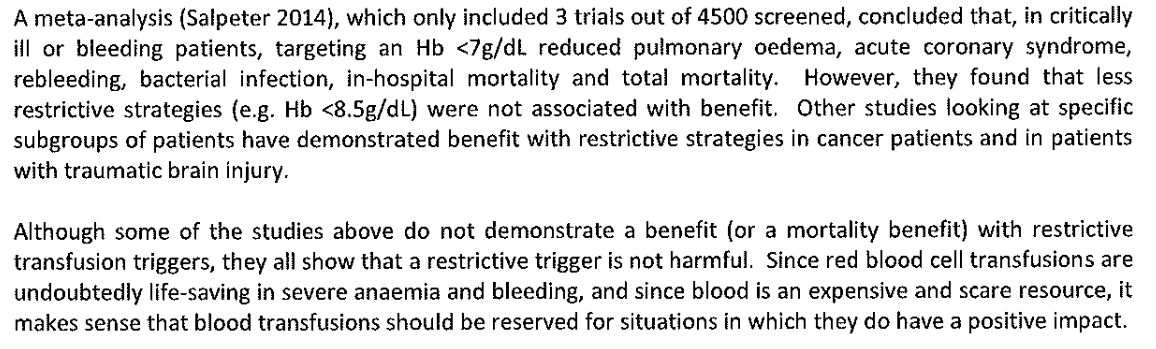 A meta-analysis (Salpeter 2014), which only included 3 trials out of 4500 screened, concluded that, in critically
ill or bleeding patients, targeting an Hb <7g/dL reduced pulmonary oedema, acute coronary syndrome,
rebleeding, bacterial infection, in-hospital mortality and total mortality.  However, they found that less
restrictive strategies (e.g. Hb <8.5g/dL) were not associated with benefit.  Other studies looking at specific
subgroups of patients have demonstrated benefit with restrictive strategies in cancer patients and in patients
with traumatic brain injury.
Although some of the studies above do not demonstrate a benefit (or a mortality benefit) with restrictive
transfusion triggers, they all show that a restrictive trigger is not harmful.  Since red blood cell transfusions are
undoubtedly life-saving in severe anaemia and bleeding, and since blood is an expensive and scare resource, it
makes sense that blood transfusions should be reserved for situations in which they do have a positive impact.